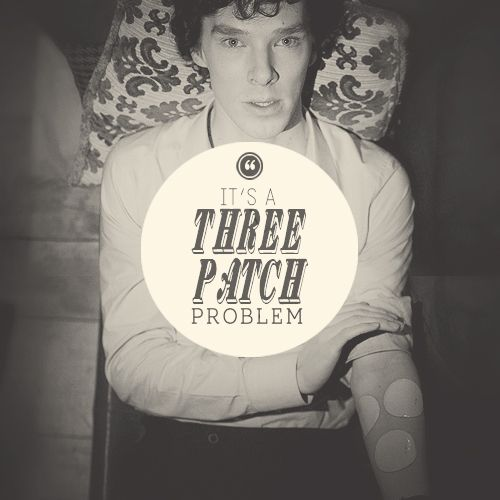 “
IT'S A
THREE
PATCH
PROBLEM